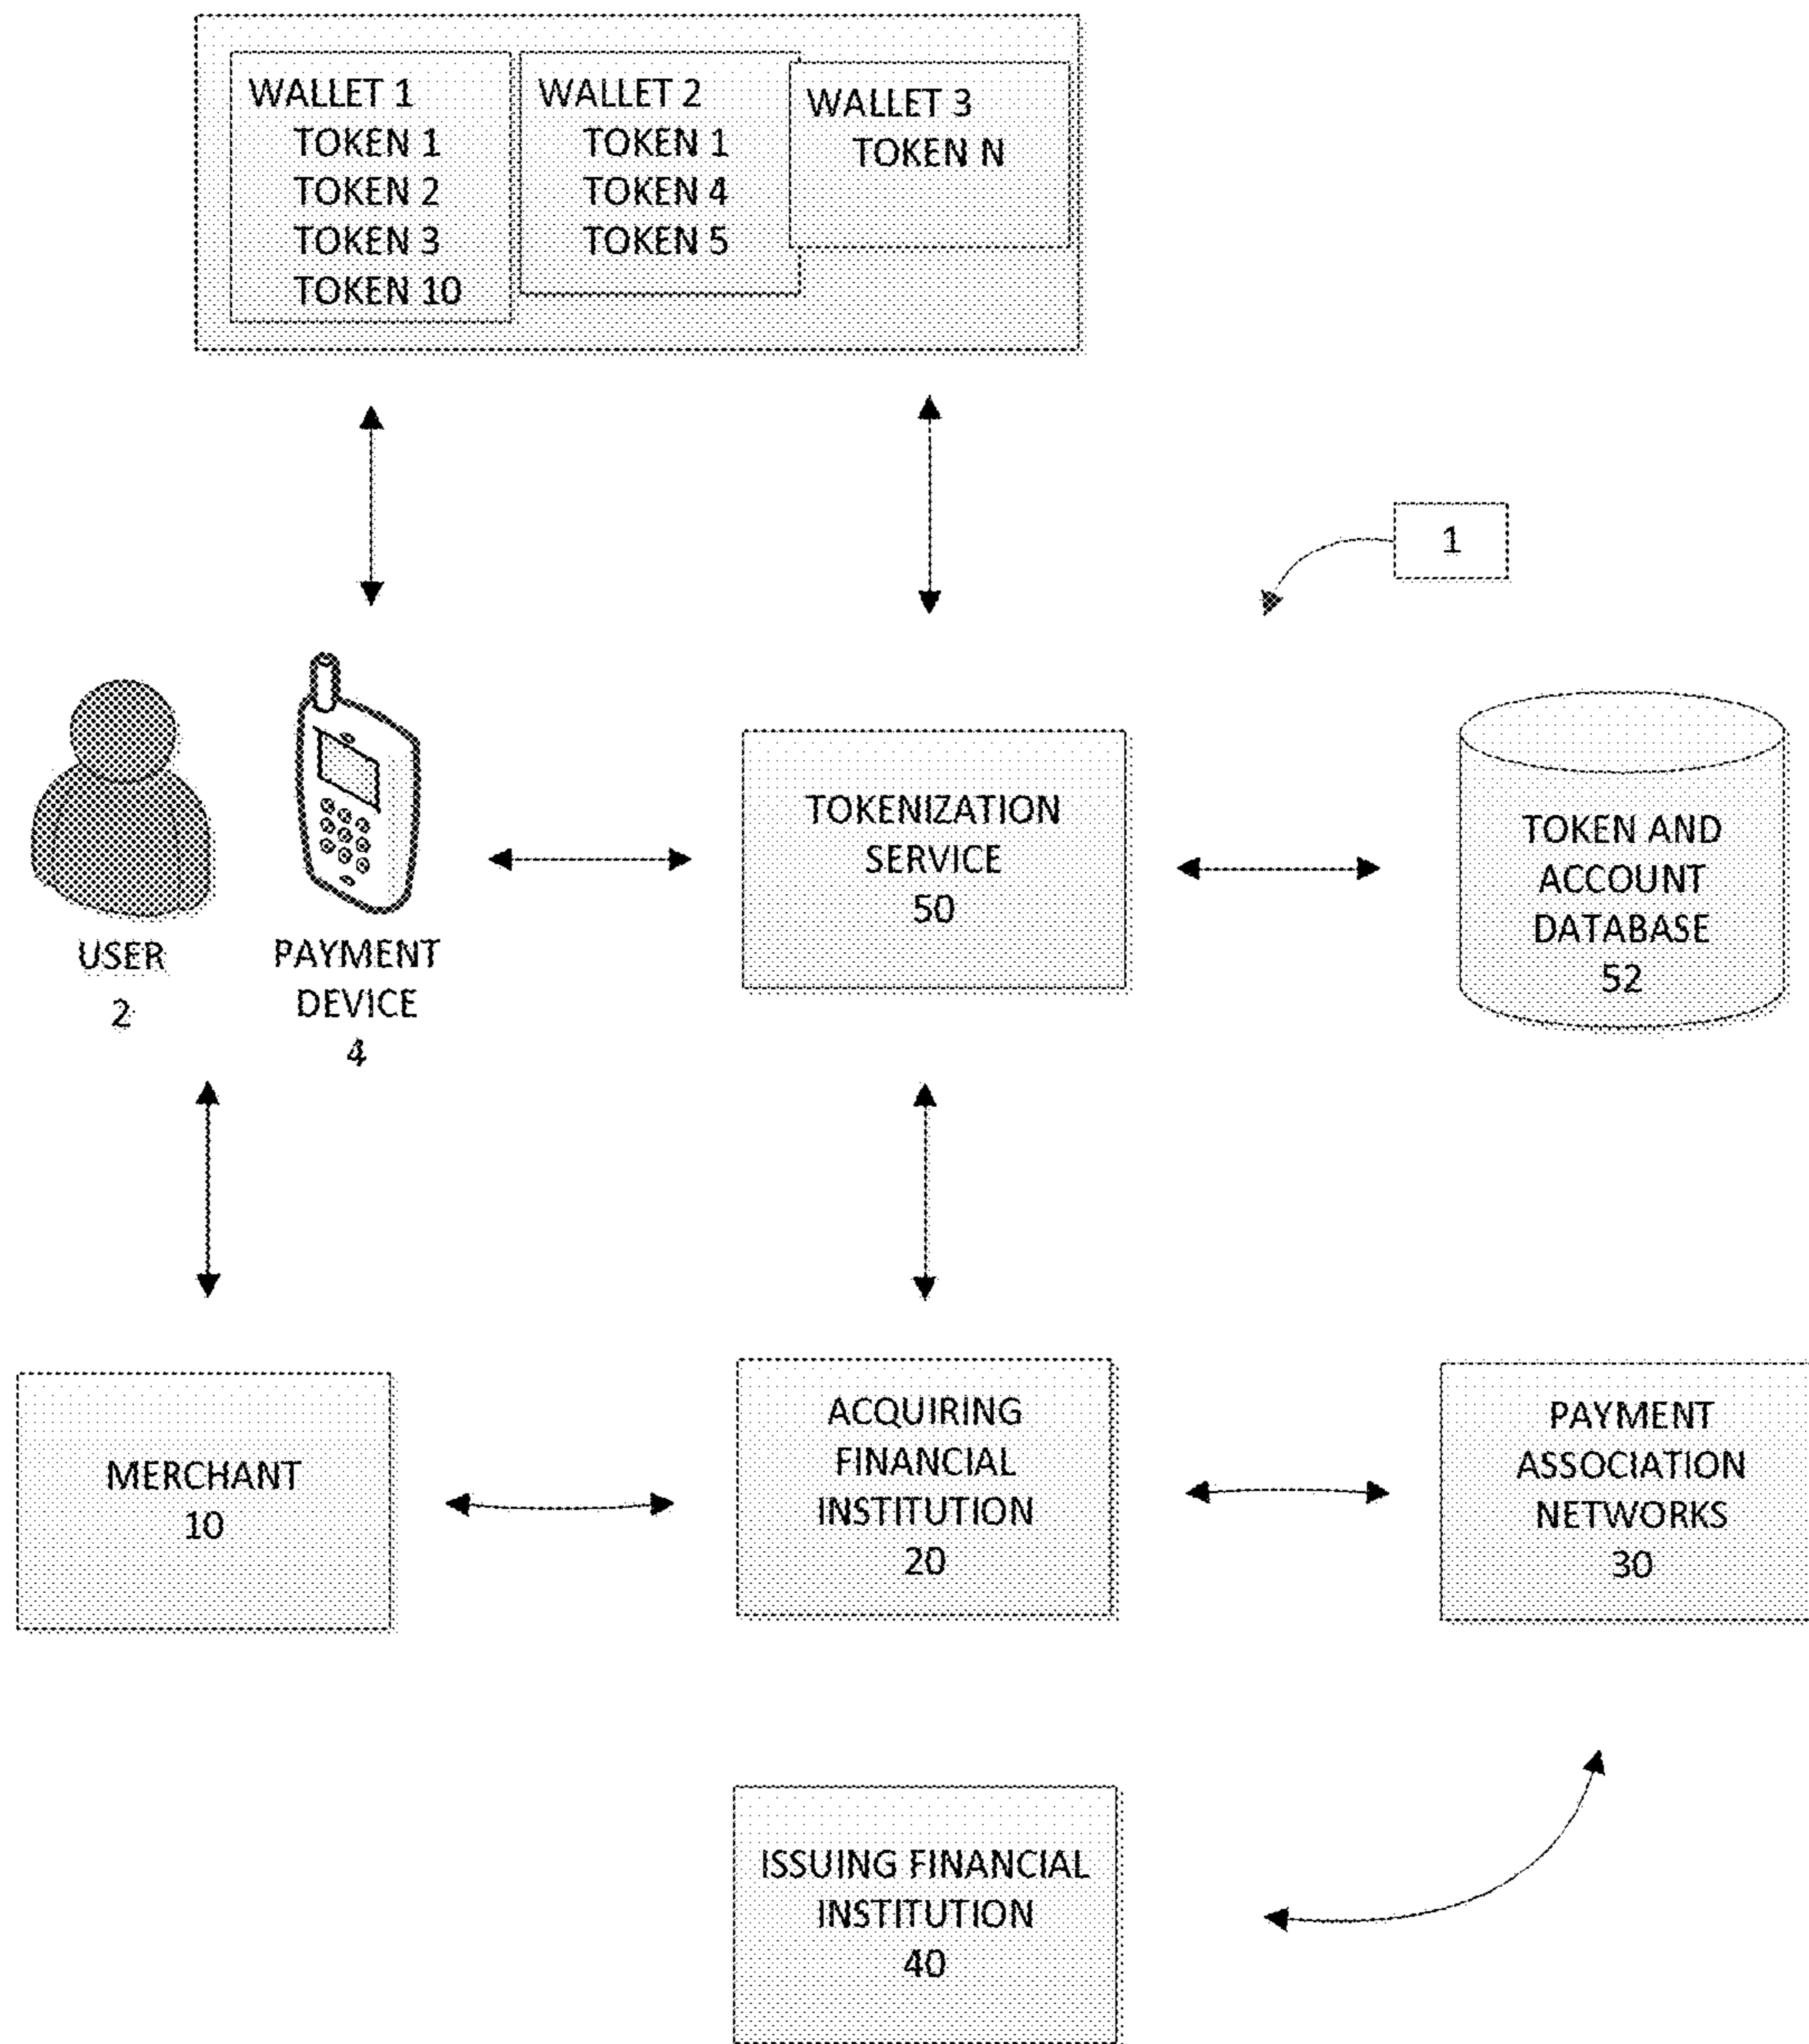 WALLET 1
TOKEN 1
TOKEN 2
TOKEN 3
TOKEN 10
WALLET 2
TOKEN 1
TOKEN 4
TOKEN 5
WALLET 3
TOKEN N
1
USER
2
PAYMENT
DEVICE
4
TOKENIZATION
SERVICE
50
TOKEN AND
ACCOUNT
DATABASE
52
MERCHANT
10
ACQUIRING
FINANCIAL
INSTITUTION
20
PAYMENT
ASSOCIATION
NETWORKS
30
ISSUING FINANCIAL
INSTITUTION
40